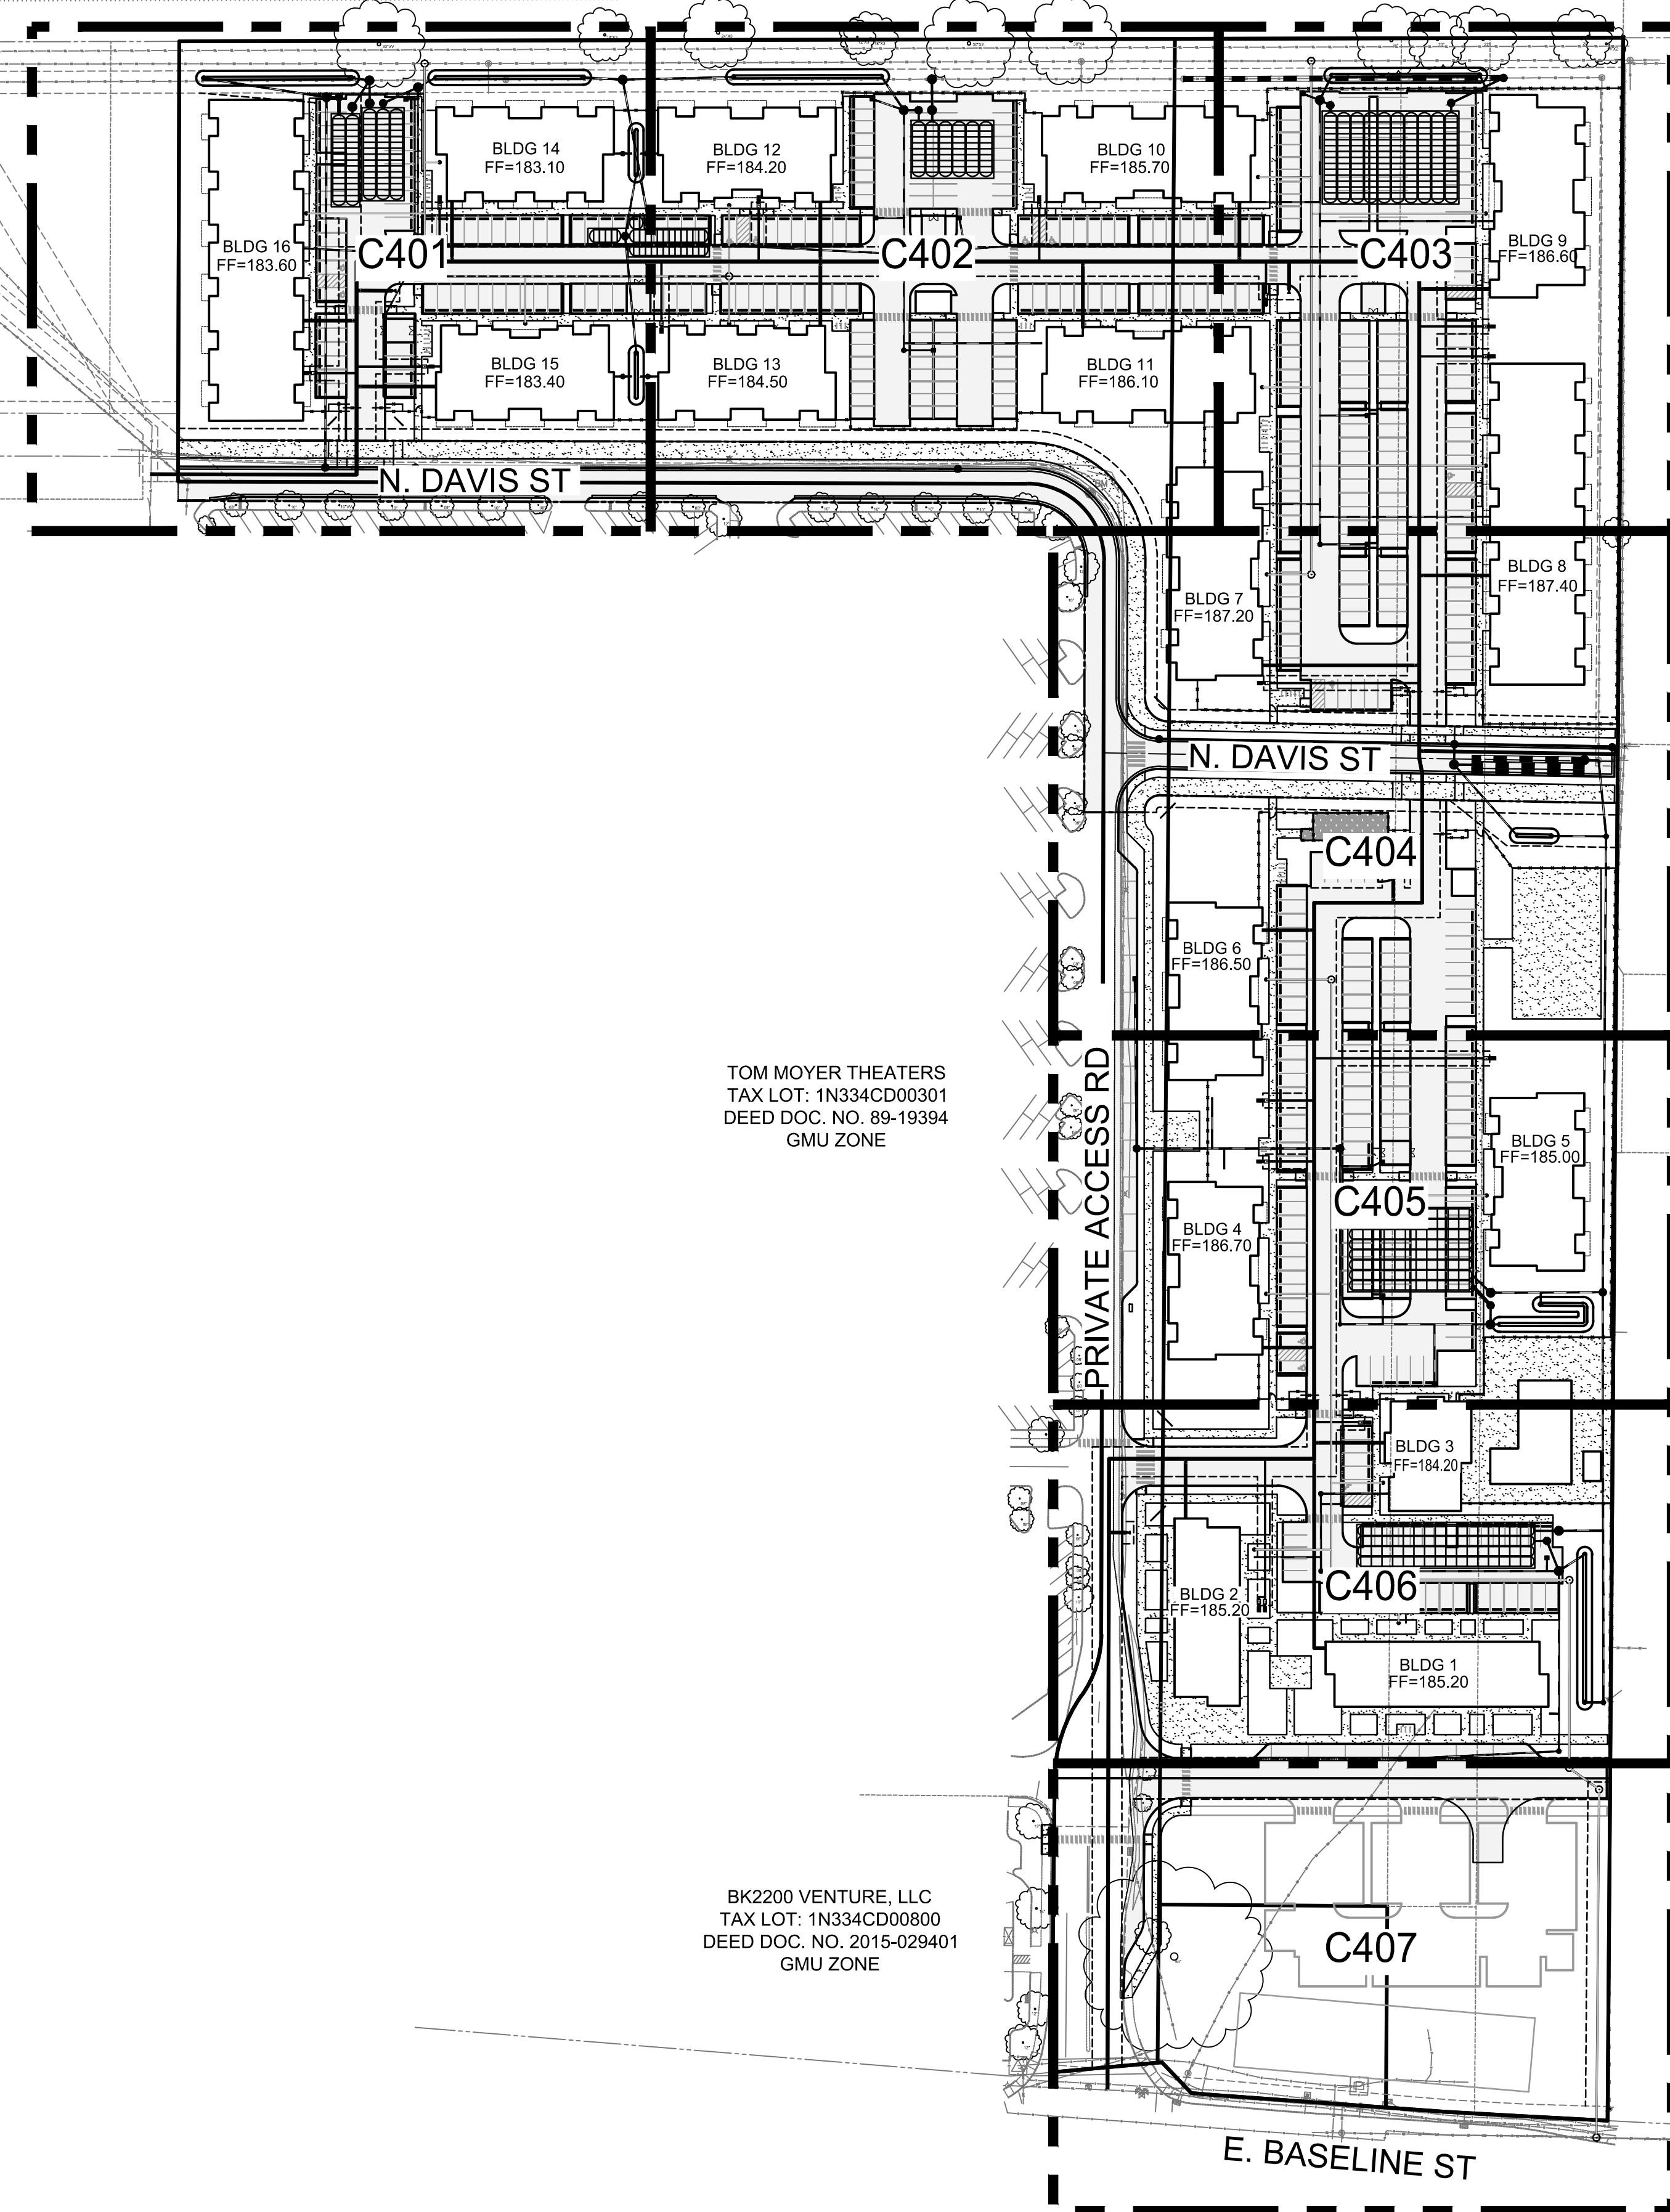 BLDG 14
FF=183.10
BLDG 12
FF=184.20
BLDG 10
FF=185.70
BLDG 16
FF=183.60
C401
C402
C403
BLDG 9
FF=186.60
BLDG 15
FF=183.40
BLDG 13
FF=184.50
BLDG 11
FF=186.10
N. DAVIS ST
BLDG 8
FF=187.40
BLDG 7
FF=187.20
N. DAVIS ST
C404
BLDG 6
FF=186.50
TOM MOYER THEATERS
TAX LOT: 1N334CD00301
DEED DOC. NO. 89-19394
GMU ZONE
PRIVATE ACCESS RD
BLDG 5
FF=185.00
C405
BLDG 4
FF=186.70
BLDG 3
FF=184.20
C406
BLDG 2
FF=185.20
BLDG 1
FF=185.20
BK2200 VENTURE, LLC
TAX LOT: 1N334CD00800
DEED DOC. NO. 2015-029401
GMU ZONE
C407
E. BASELINE ST